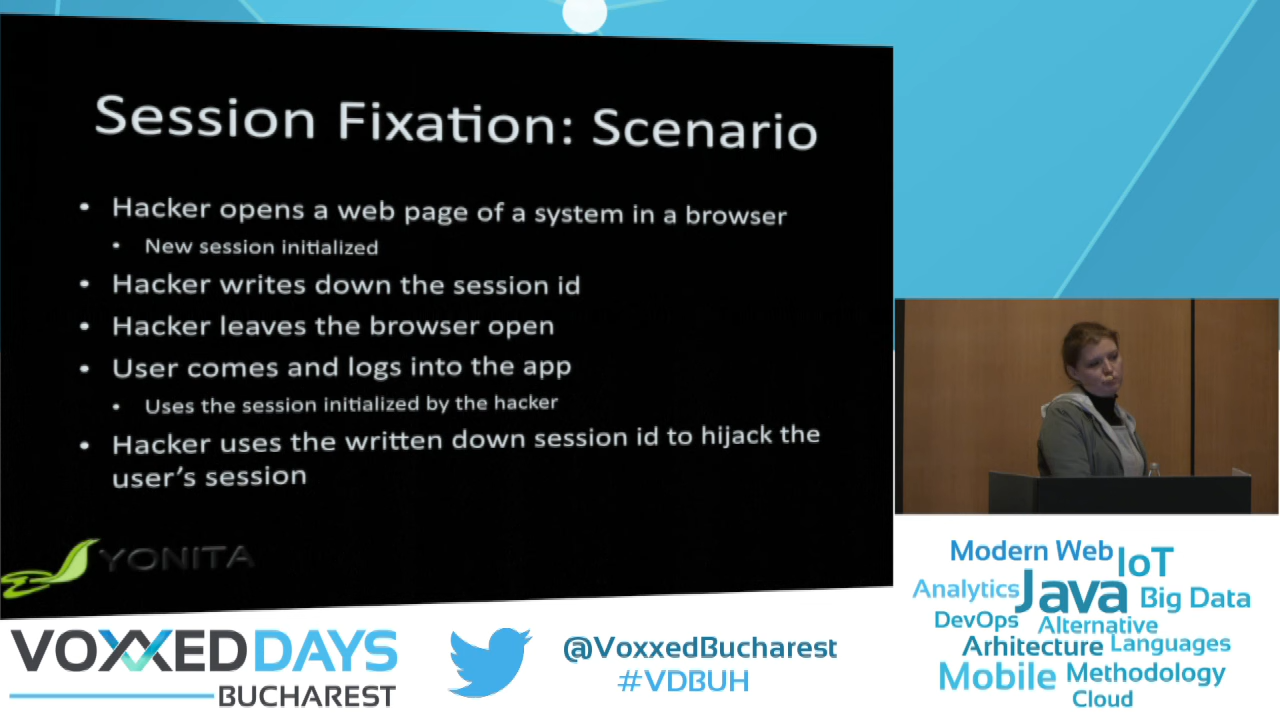 Session Fixation: Scenario
• Hacker opens a web page of a system in a browser
• New session initialized
• Hacker writes down the session id
• Hacker leaves the browser open
• User comes and logs into the app
• Uses the session initialized by the hacker
• Hacker uses the written down session id to hijack the
user's session
YONITA
VOXXEDDAYS
BUCHAREST
@VoxxedBucharest
#VDBUH
Modern Web IoT
Analytics Java Big Data
DevOps Alternative
Arhitecture Languages
Mobile Methodology
Cloud